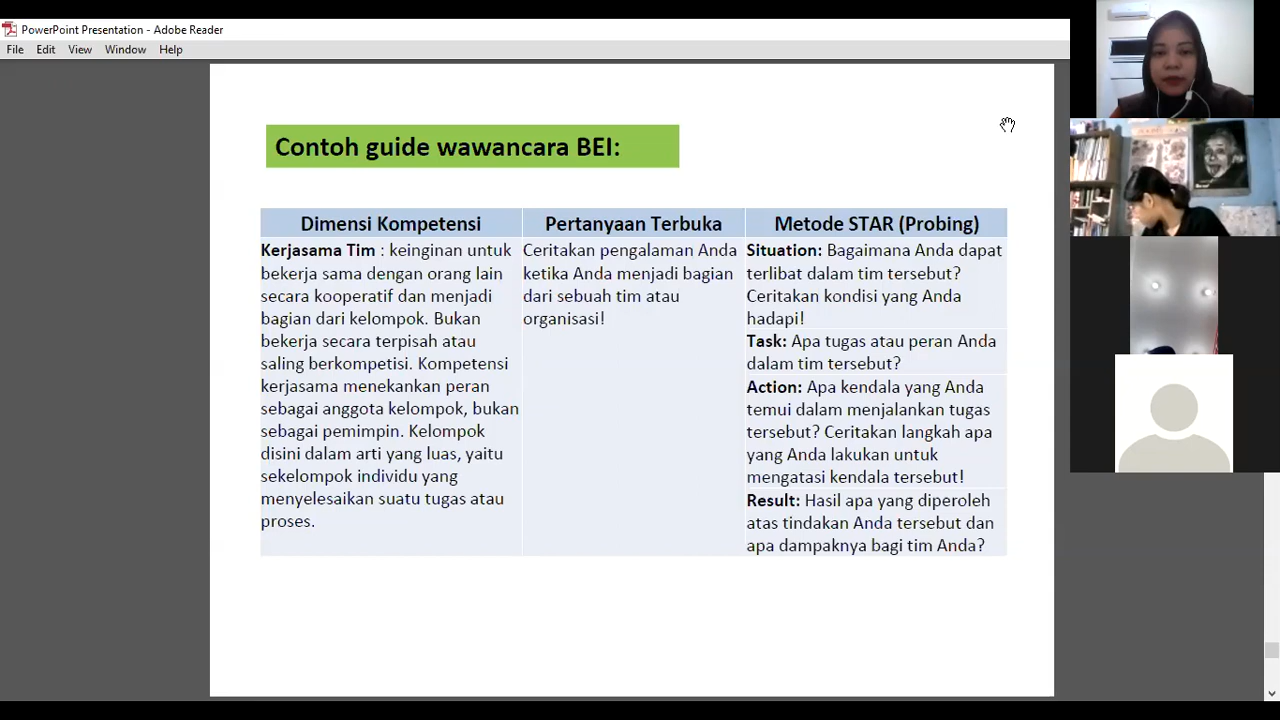 PowerPoint Presentation - Adobe Reader
File Edit View Window Help
Contoh guide wawancara BEI:
Dimensi Kompetensi
Kerjasama Tim : keinginan untuk
bekerja sama dengan orang lain
secara kooperatif dan menjadi
bagian dari kelompok. Bukan
bekerja secara terpisah atau
saling berkompetisi. Kompetensi
kerjasama menekankan peran
sebagai anggota kelompok, bukan
sebagai pemimpin. Kelompok
disini dalam arti yang luas, yaitu
sekelompok individu yang
menyelesaikan suatu tugas atau
proses.
Pertanyaan Terbuka
Ceritakan pengalaman Anda
ketika Anda menjadi bagian
dari sebuah tim atau
organisasi!
Metode STAR (Probing)
Situation: Bagaimana Anda dapat
terlibat dalam tim tersebut?
Ceritakan kondisi yang Anda
hadapi!
Task: Apa tugas atau peran Anda
dalam tim tersebut?
Action: Apa kendala yang Anda
temui dalam menjalankan tugas
tersebut? Ceritakan langkah apa
yang Anda lakukan untuk
mengatasi kendala tersebut!
Result: Hasil apa yang diperoleh
atas tindakan Anda tersebut dan
apa dampaknya bagi tim Anda?